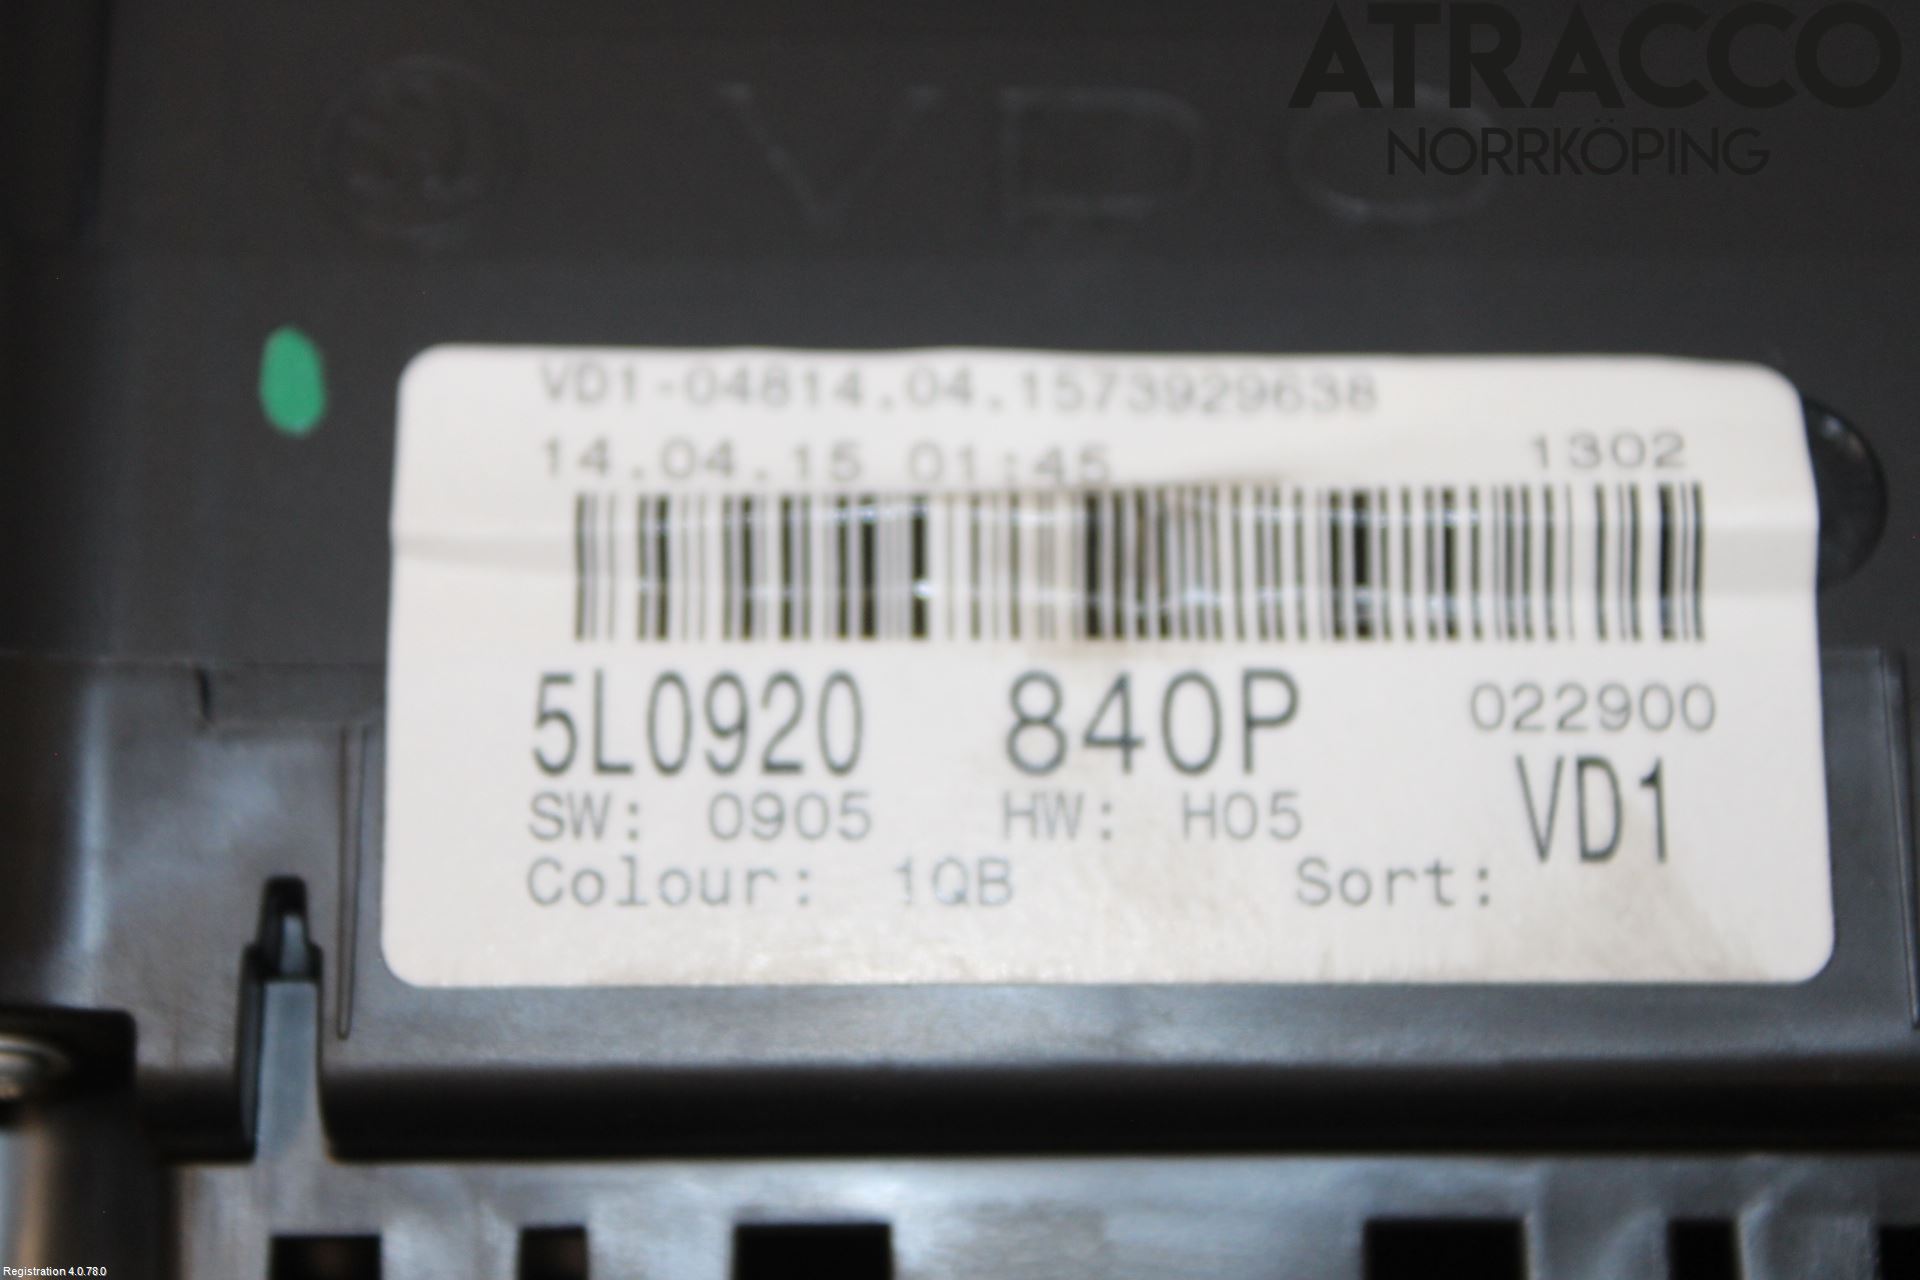 ATRACCO
NORRKÖPING
VDO
VD1-04814.04.1573929638
14.04.15 01:45 1302
5L0920 840P 022900
SW: 0905 HW: H05 VD1
Colour: 1QB Sort:
Registration 4.0.78.0